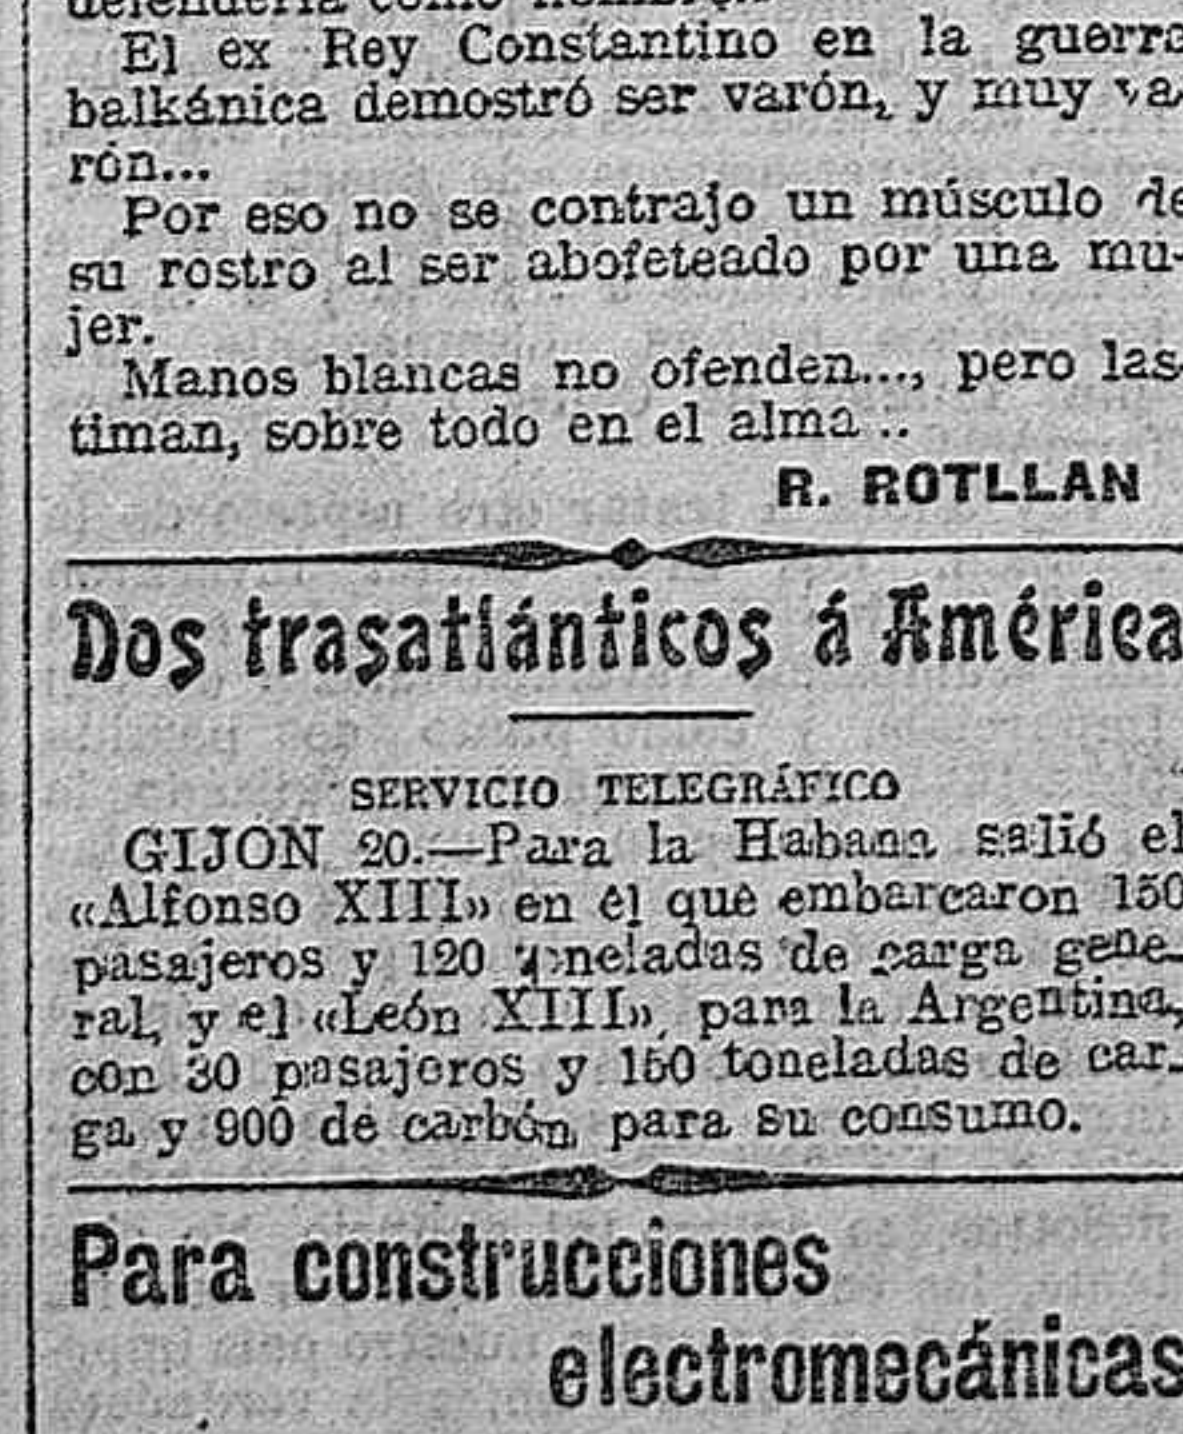 El ex Rey Constantino en la guerra
balkánica demostró ser varón, y muy va-
rón...
Por eso no se contrajo un músculo de
su rostro al ser abofeteado por una mu-
jer.
Manos blancas no ofenden..., pero las-
timan, sobre todo en el alma...
R. ROTLLAN
Dos trasatlánticos á América
SERVICIO TELEGRÁFICO
GIJON 20.—Para la Habana salió el
«Alfonso XIII» en el que embarcaron 150
pasajeros y 120 toneladas de carga gene-
ral, y el «León XIII», para la Argentina,
con 30 pasajeros y 150 toneladas de car-
ga y 900 de carbón, para su consumo.
Para construcciones
electromecánicas